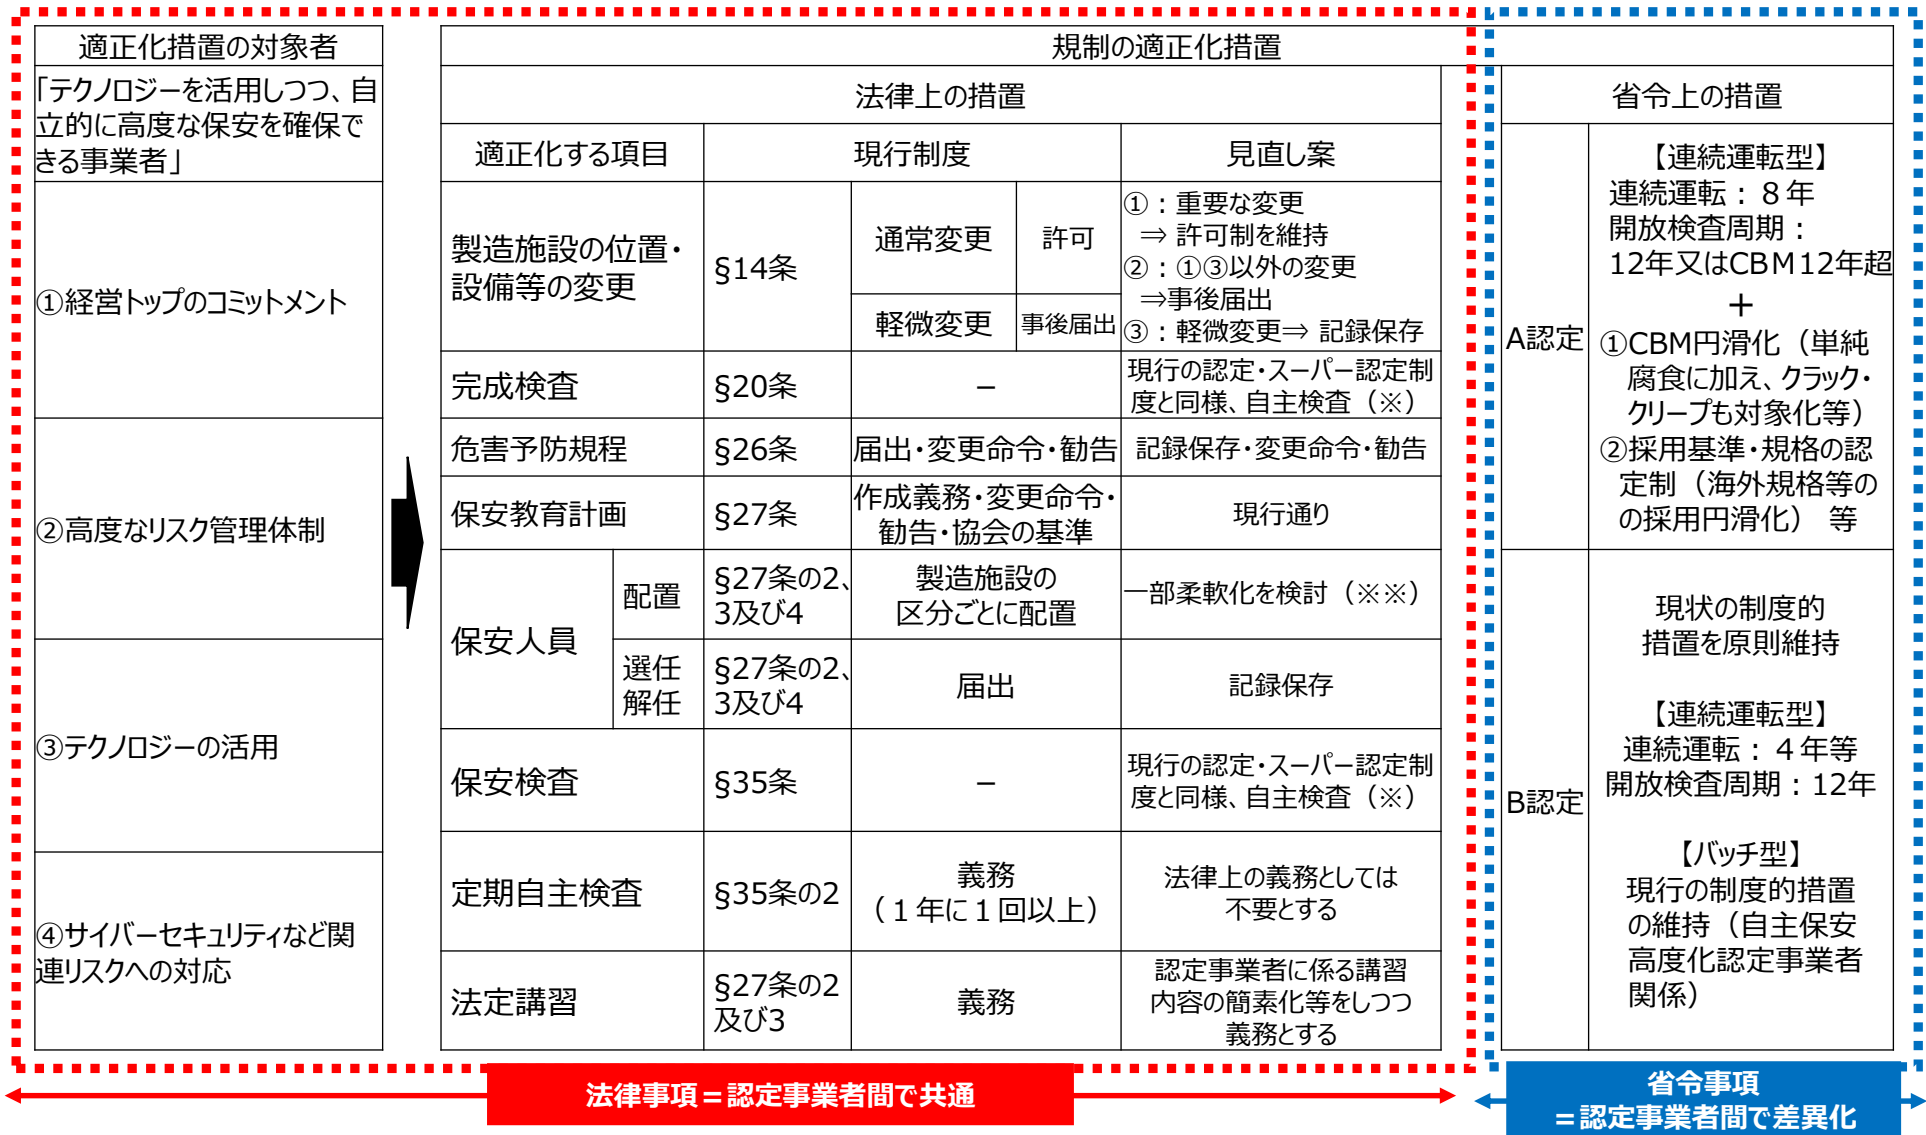 適正化措置の対象者
「テクノロジーを活用しつつ、自
立的に高度な保安を確保で
きる事業者」
①経営トップのコミットメント
②高度なリスク管理体制
③テクノロジーの活用
④サイバーセキュリティなど関
連リスクへの対応
規制の適正化措置
法律上の措置
適正化する項目
現行制度
見直し案
製造施設の位置・
設備等の変更
§14条
通常変更
許可
軽微変更
事後届出
①：重要な変更
⇒ 許可制を維持
②：①③以外の変更
⇒事後届出
③：軽微変更⇒ 記録保存
完成検査
§20条
－
現行の認定・スーパー認定制
度と同様、自主検査（※）
危害予防規程
§26条
届出・変更命令・勧告
記録保存・変更命令・勧告
保安教育計画
§27条
作成義務・変更命令・
勧告・協会の基準
現行通り
保安人員
配置
§27条の2、
3及び4
製造施設の
区分ごとに配置
一部柔軟化を検討（※※）
選任
解任
§27条の2、
3及び4
届出
記録保存
保安検査
§35条
－
現行の認定・スーパー認定制
度と同様、自主検査（※）
定期自主検査
§35条の2
義務
（１年に１回以上）
法律上の義務としては
不要とする
法定講習
§27条の2
及び3
義務
認定事業者に係る講習
内容の簡素化等をしつつ
義務とする
省令上の措置
A認定
【連続運転型】
連続運転：８年
開放検査周期：
12年又はCBM12年超
＋
①CBM円滑化（単純
腐食に加え、クラック・
クリープも対象化等）
②採用基準・規格の認
定制（海外規格等の
の採用円滑化） 等
B認定
現状の制度的
措置を原則維持
【連続運転型】
連続運転：４年等
開放検査周期：12年
【バッチ型】
現行の制度的措置
の維持（自主保安
高度化認定事業者
関係）
法律事項＝認定事業者間で共通
省令事項
＝認定事業者間で差異化